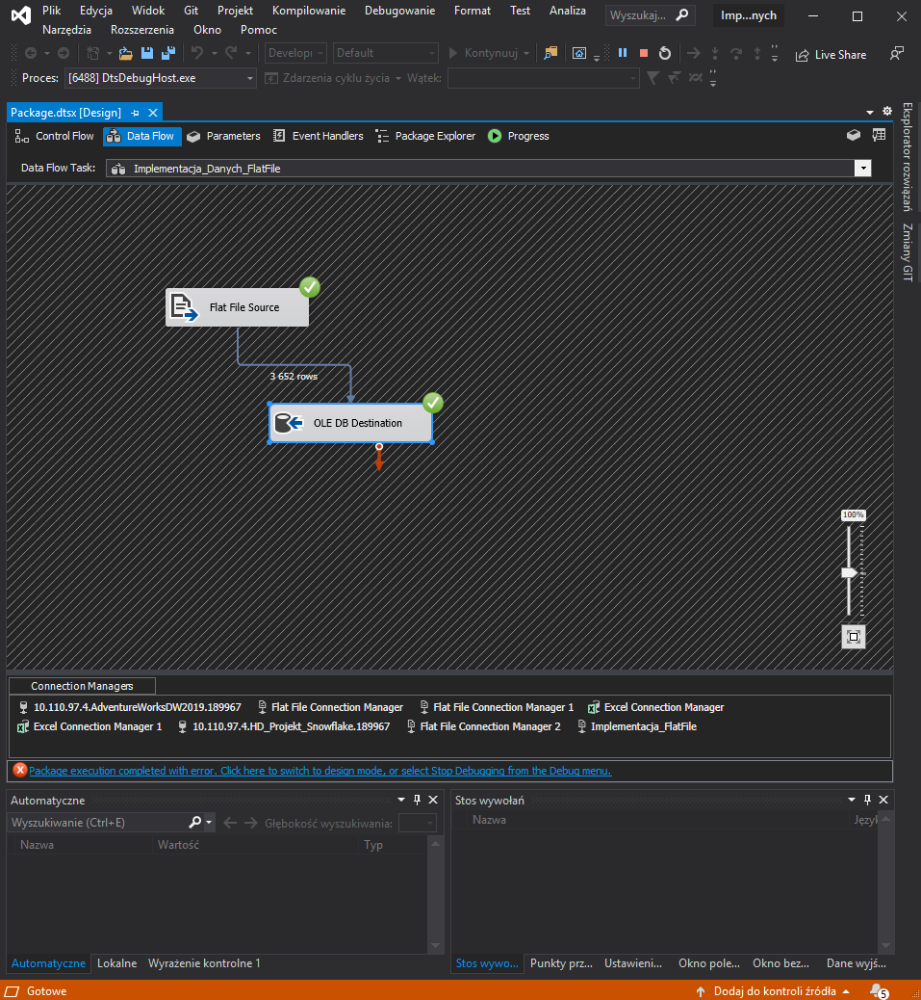 Plik Edycja Widok Git Projekt Kompilowanie Debugowanie Format Test Analiza Wyszukaj... Imp...nych
Narzędzia Rozszerzenia Okno Pomoc
Develop Default Kontynuuj Live Share
Proces: [6488] DtsDebugHost.exe Zdarzenia cyklu życia Wątek:
Package.dtsx [Design]
Control Flow Data Flow Parameters Event Handlers Package Explorer Progress
Data Flow Task: Implementacja_Danych_FlatFile
Eksplorator rozwiązań
Zmiany GIT
Flat File Source
3 652 rows
OLE DB Destination
100%
Connection Managers
10.110.97.4.AdventureWorksDW2019.189967 Flat File Connection Manager Flat File Connection Manager 1 Excel Connection Manager
Excel Connection Manager 1 10.110.97.4.HD_Projekt_Snowflake.189967 Flat File Connection Manager 2 Implementacja_FlatFile
Package execution completed with error. Click here to switch to design mode, or select Stop Debugging from the Debug menu.
Automatyczne
Wyszukiwanie (Ctrl+E) Głębokość wyszukiwania:
Nazwa Wartość Typ
Automatyczne Lokalne Wyrażenie kontrolne 1
Stos wywołań
Nazwa Język
Stos wywo... Punkty prz... Ustawieni... Okno pole... Okno bez... Dane wyjś...
Gotowe Dodaj do kontroli źródła 5